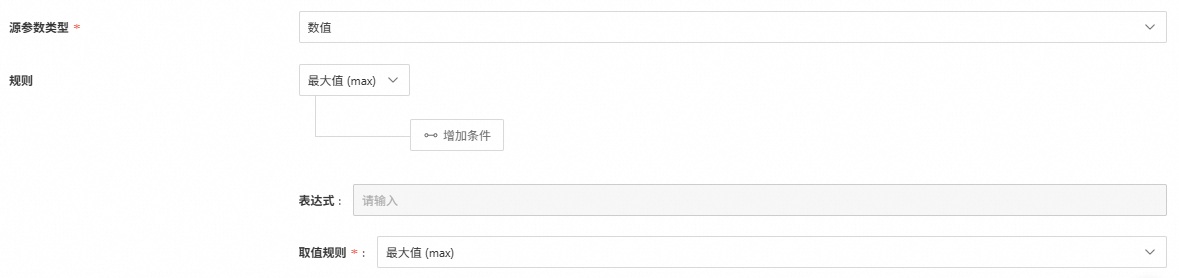 源参数类型 * 数值
规则 最大值 (max)
增加条件
表达式： 请输入
取值规则 *： 最大值 (max)